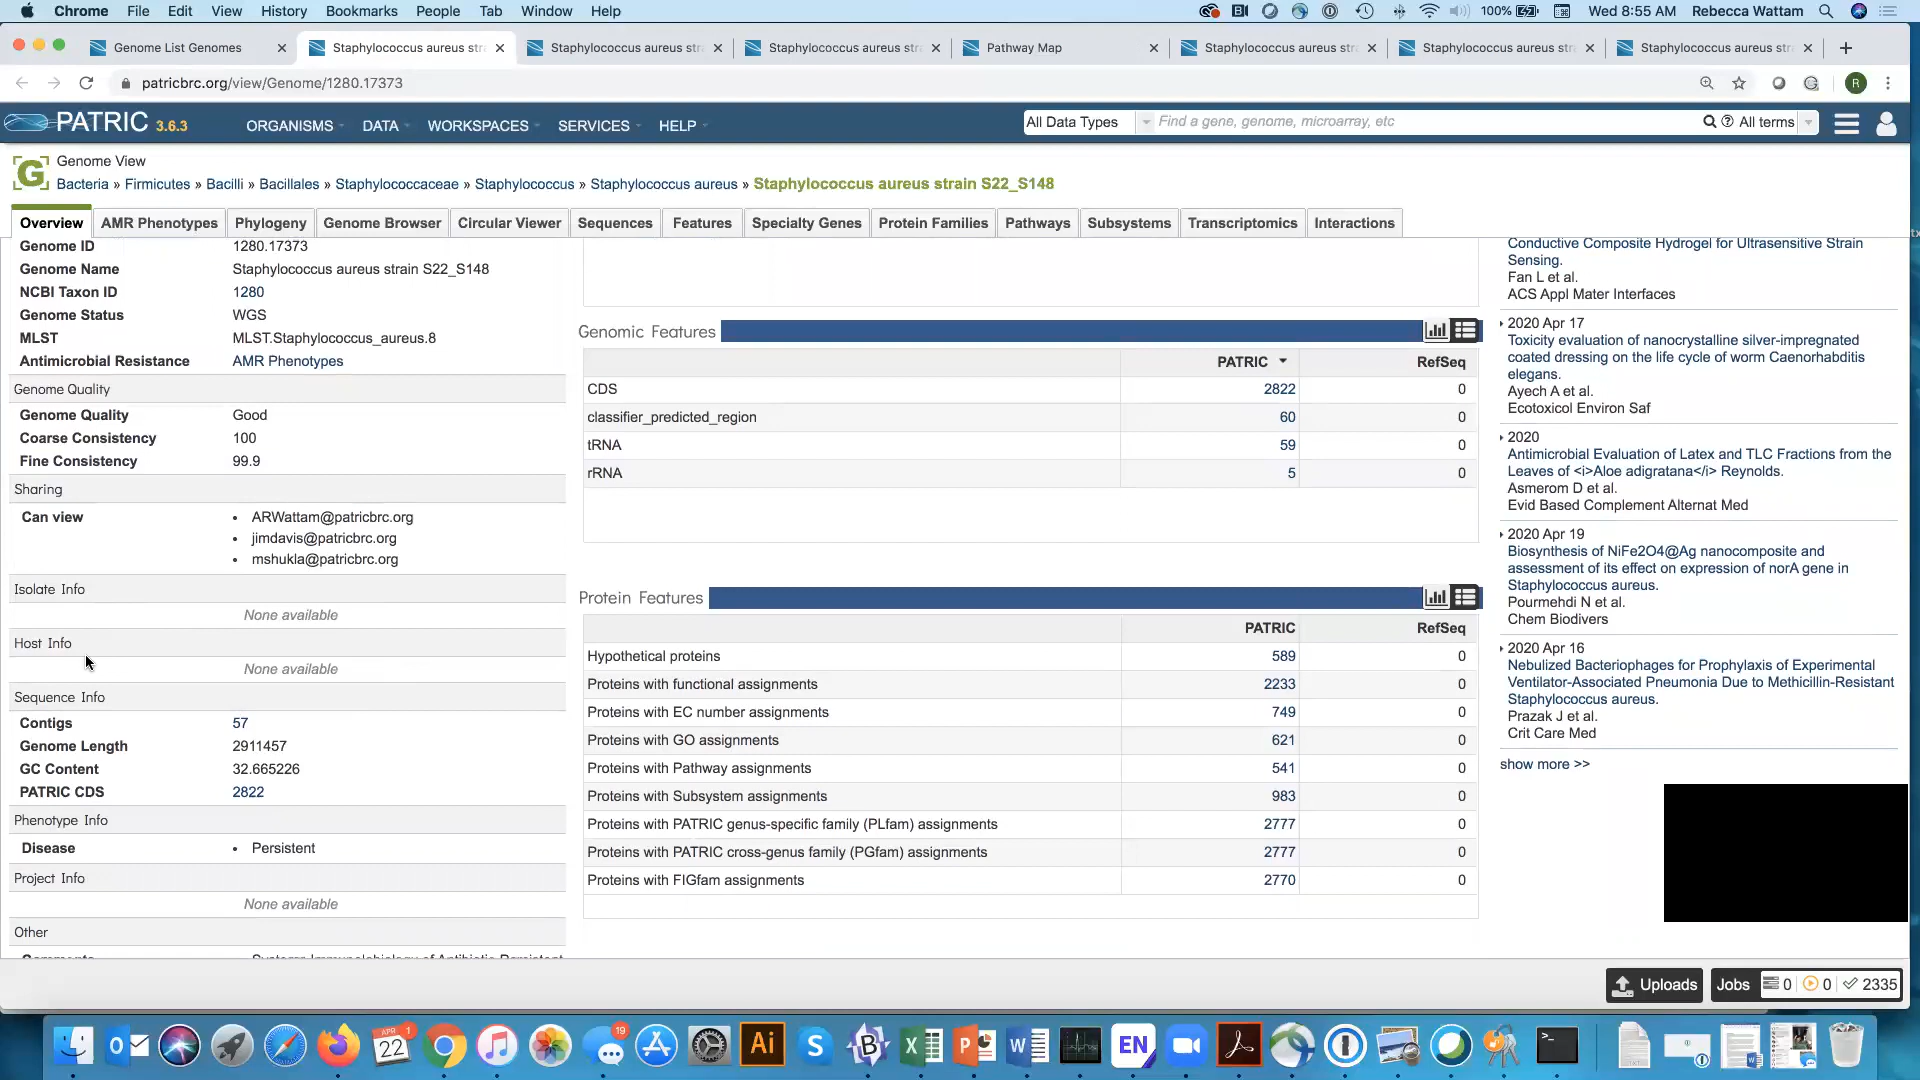 Chrome File Edit View History Bookmarks People Tab Window Help 100% Wed 8:55 AM Rebecca Wattam
Genome List Genomes Staphylococcus aureus str Staphylococcus aureus str Staphylococcus aureus str Pathway Map Staphylococcus aureus str Staphylococcus aureus str Staphylococcus aureus str
patricbrc.org/view/Genome/1280.17373 R
PATRIC 3.6.3 ORGANISMS DATA WORKSPACES SERVICES HELP All Data Types Find a gene, genome, microarray, etc All terms
G Genome View
Bacteria » Firmicutes » Bacilli » Bacillales » Staphylococcaceae » Staphylococcus » Staphylococcus aureus » Staphylococcus aureus strain S22_S148
Overview AMR Phenotypes Phylogeny Genome Browser Circular Viewer Sequences Features Specialty Genes Protein Families Pathways Subsystems Transcriptomics Interactions
Genome ID 1280.17373
Genome Name Staphylococcus aureus strain S22_S148
NCBI Taxon ID 1280
Genome Status WGS
MLST MLST.Staphylococcus_aureus.8
Antimicrobial Resistance AMR Phenotypes
Genome Quality
Genome Quality Good
Coarse Consistency 100
Fine Consistency 99.9
Sharing
Can view • ARWattam@patricbrc.org
• jimdavis@patricbrc.org
• mshukla@patricbrc.org
Isolate Info
None available
Host Info
None available
Sequence Info
Contigs 57
Genome Length 2911457
GC Content 32.665226
PATRIC CDS 2822
Phenotype Info
Disease • Persistent
Project Info
None available
Other
Genomic Features
PATRIC RefSeq
CDS 2822 0
classifier_predicted_region 60 0
tRNA 59 0
rRNA 5 0
Protein Features
PATRIC RefSeq
Hypothetical proteins 589 0
Proteins with functional assignments 2233 0
Proteins with EC number assignments 749 0
Proteins with GO assignments 621 0
Proteins with Pathway assignments 541 0
Proteins with Subsystem assignments 983 0
Proteins with PATRIC genus-specific family (PLfam) assignments 2777 0
Proteins with PATRIC cross-genus family (PGfam) assignments 2777 0
Proteins with FIGfam assignments 2770 0
Conductive Composite Hydrogel for Ultrasensitive Strain
Sensing.
Fan L et al.
ACS Appl Mater Interfaces
2020 Apr 17
Toxicity evaluation of nanocrystalline silver-impregnated
coated dressing on the life cycle of worm Caenorhabditis
elegans.
Ayech A et al.
Ecotoxicol Environ Saf
2020
Antimicrobial Evaluation of Latex and TLC Fractions from the
Leaves of <i>Aloe adigratana</i> Reynolds.
Asmerom D et al.
Evid Based Complement Alternat Med
2020 Apr 19
Biosynthesis of NiFe2O4@Ag nanocomposite and
assessment of its effect on expression of norA gene in
Staphylococcus aureus.
Pourmehdi N et al.
Chem Biodivers
2020 Apr 16
Nebulized Bacteriophages for Prophylaxis of Experimental
Ventilator-Associated Pneumonia Due to Methicillin-Resistant
Staphylococcus aureus.
Prazak J et al.
Crit Care Med
show more >>
Uploads Jobs 0 0 2335
APR 22 1 19 Ai S B X P W EN